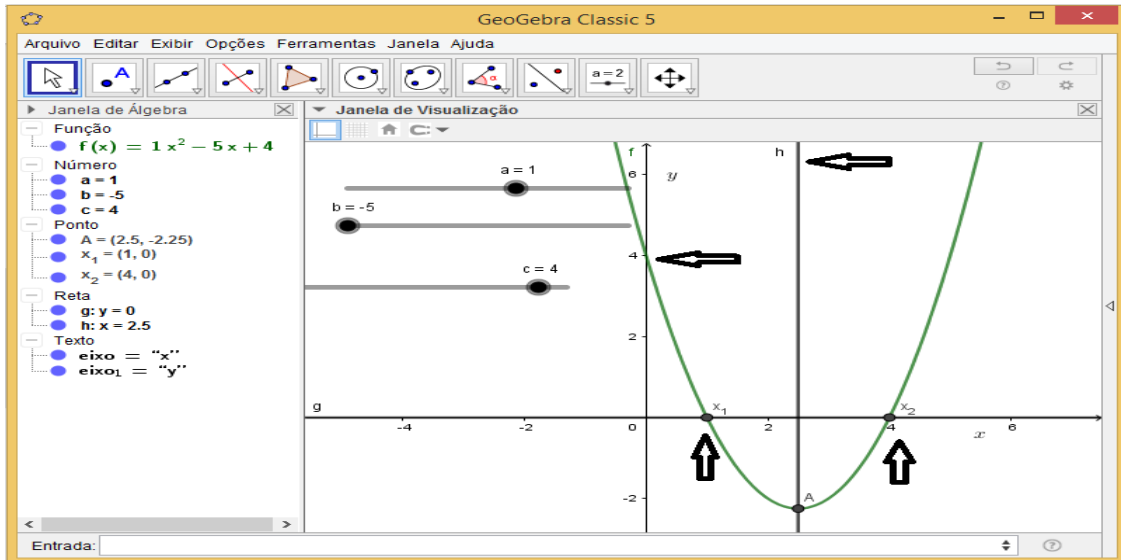 GeoGebra Classic 5
Arquivo Editar Exibir Opções Ferramentas Janela Ajuda
A
α
a = 2
Janela de Álgebra
Função
f(x) = 1 x² − 5 x + 4
Número
a = 1
b = -5
c = 4
Ponto
A = (2.5, -2.25)
x₁ = (1, 0)
x₂ = (4, 0)
Reta
g: y = 0
h: x = 2.5
Texto
eixo = “x”
eixo₁ = “y”
Janela de Visualização
f
h
6
y
a = 1
b = -5
4
c = 4
2
g
x₁
x₂
-4
-2
0
2
4
x
6
-2
A
Entrada: